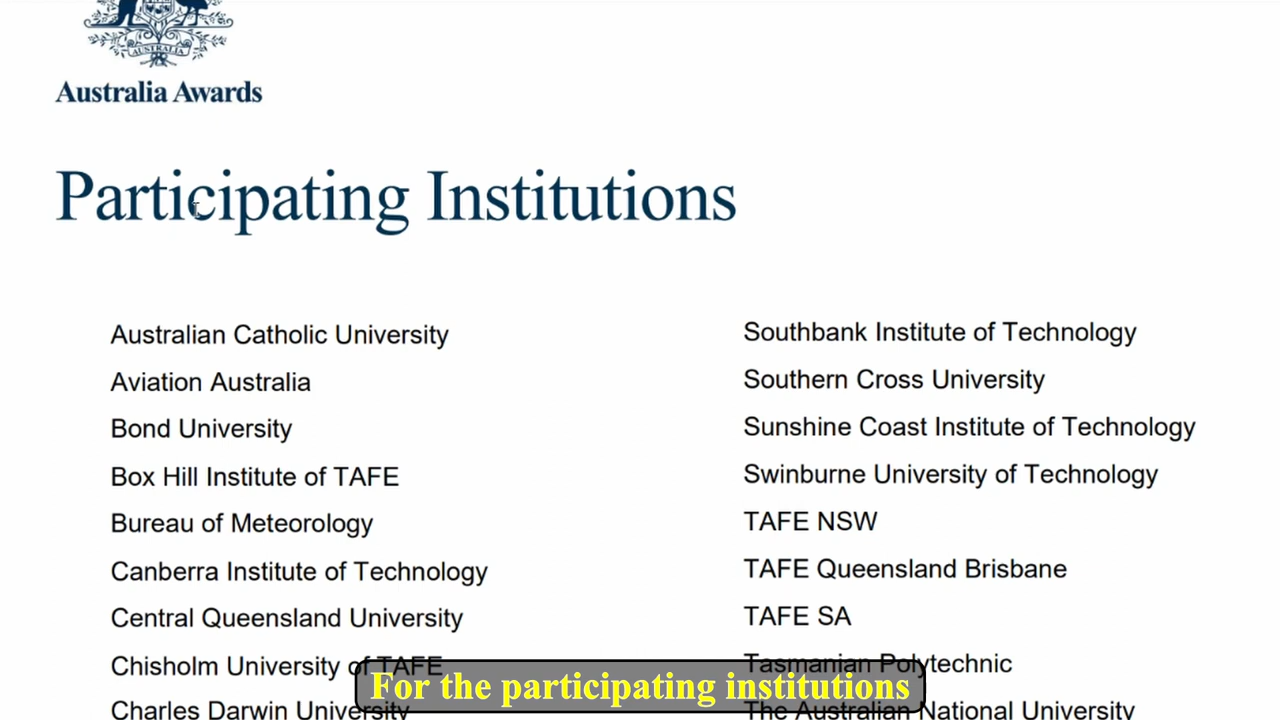 AUSTRALIA
Australia Awards
Participating Institutions
Australian Catholic University
Aviation Australia
Bond University
Box Hill Institute of TAFE
Bureau of Meteorology
Canberra Institute of Technology
Central Queensland University
Chisholm University of TAFE
Charles Darwin University
Southbank Institute of Technology
Southern Cross University
Sunshine Coast Institute of Technology
Swinburne University of Technology
TAFE NSW
TAFE Queensland Brisbane
TAFE SA
Tasmanian Polytechnic
The Australian National University
For the participating institutions